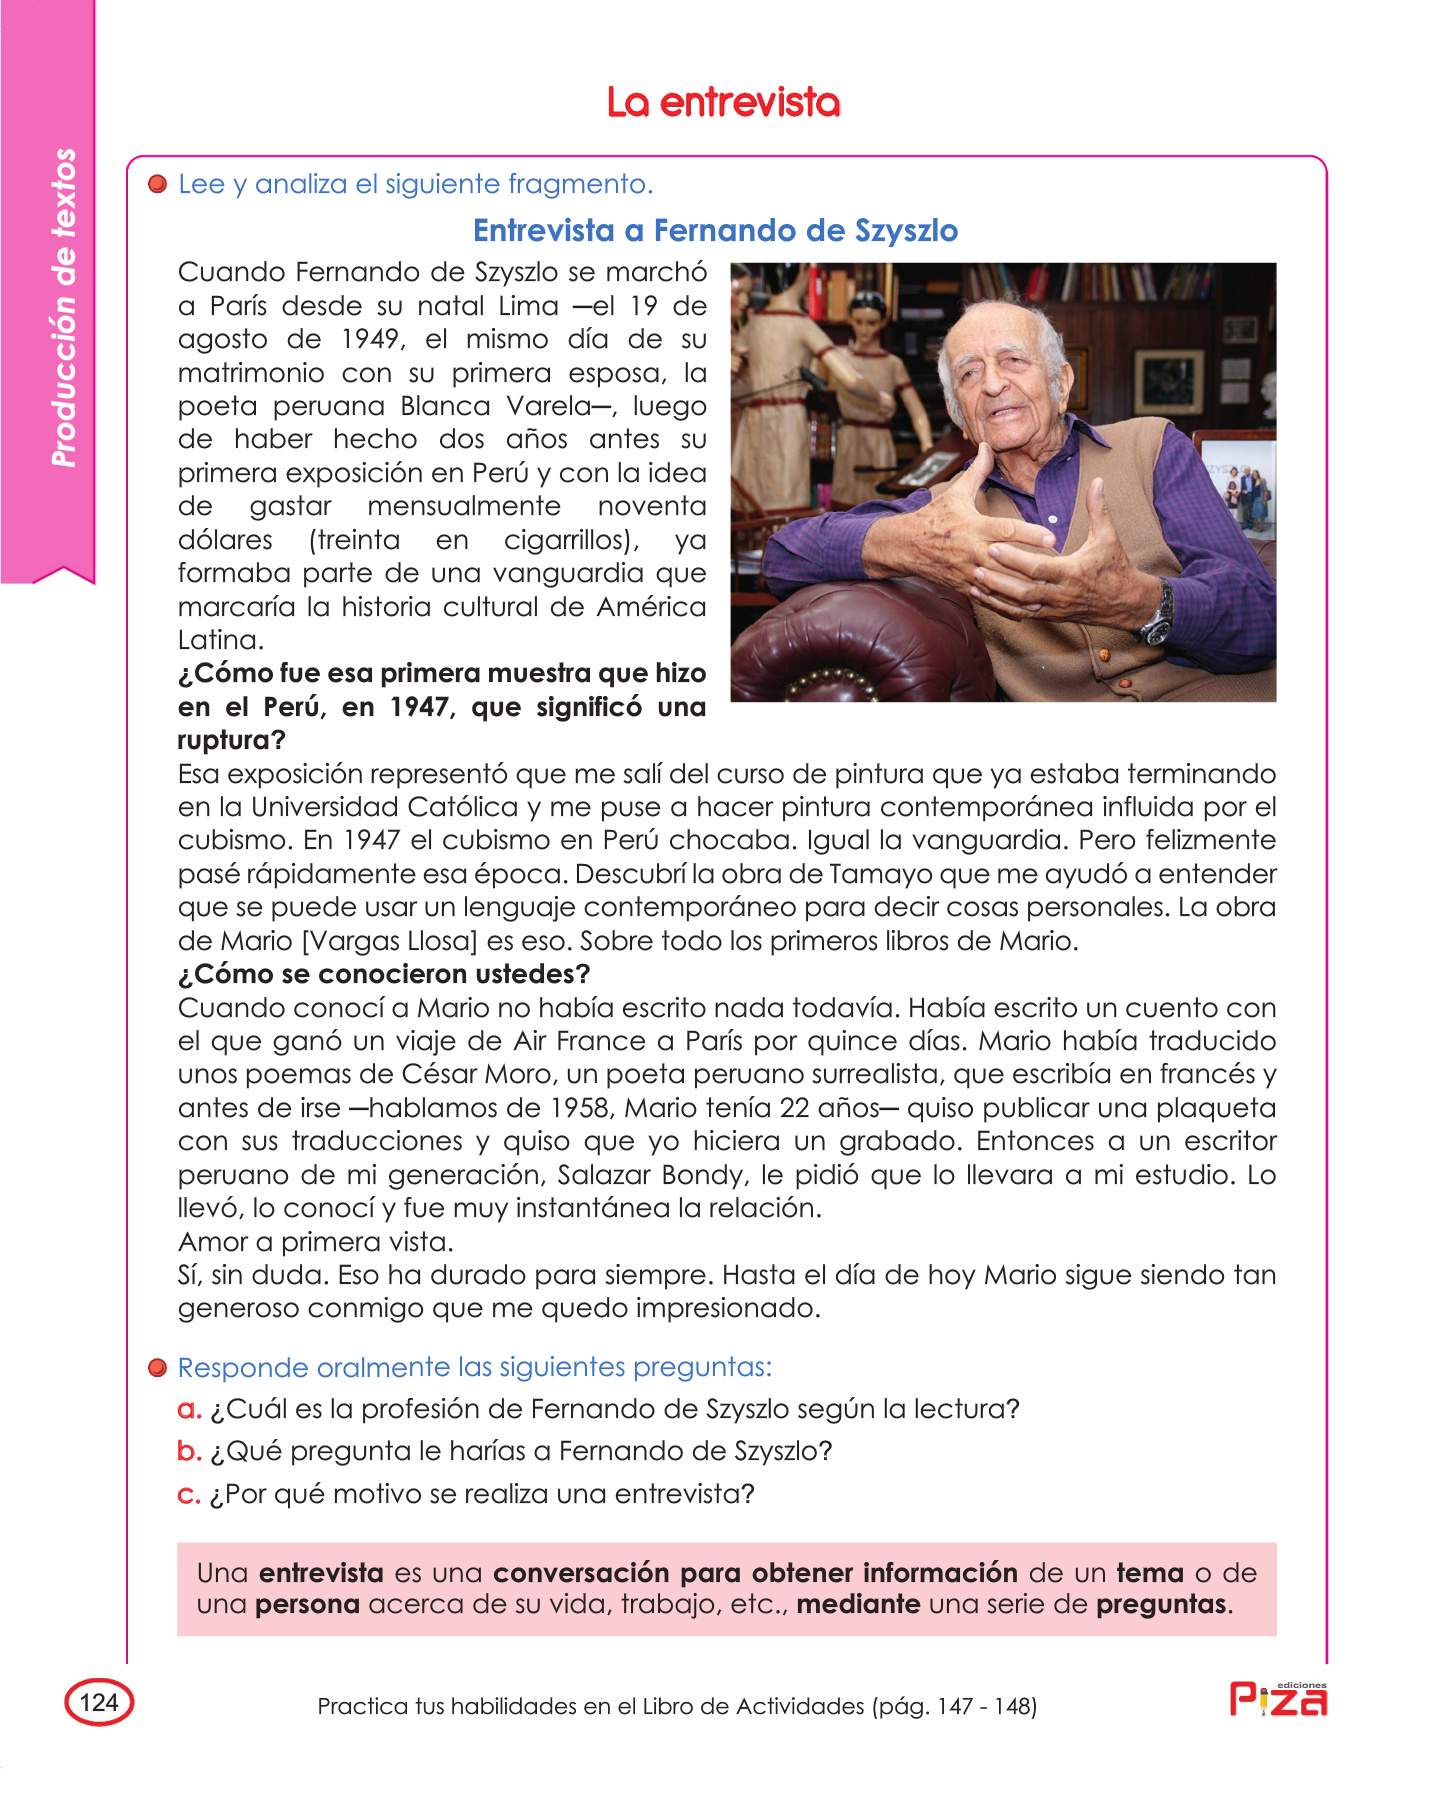 Producción de textos
La entrevista
Lee y analiza el siguiente fragmento.
Entrevista a Fernando de Szyszlo
Cuando Fernando de Szyszlo se marchó
a París desde su natal Lima —el 19 de
agosto de 1949, el mismo día de su
matrimonio con su primera esposa, la
poeta peruana Blanca Varela—, luego
de haber hecho dos años antes su
primera exposición en Perú y con la idea
de gastar mensualmente noventa
dólares (treinta en cigarrillos), ya
formaba parte de una vanguardia que
marcaría la historia cultural de América
Latina.
¿Cómo fue esa primera muestra que hizo
en el Perú, en 1947, que significó una
ruptura?
Esa exposición representó que me salí del curso de pintura que ya estaba terminando
en la Universidad Católica y me puse a hacer pintura contemporánea influida por el
cubismo. En 1947 el cubismo en Perú chocaba. Igual la vanguardia. Pero felizmente
pasé rápidamente esa época. Descubrí la obra de Tamayo que me ayudó a entender
que se puede usar un lenguaje contemporáneo para decir cosas personales. La obra
de Mario [Vargas Llosa] es eso. Sobre todo los primeros libros de Mario.
¿Cómo se conocieron ustedes?
Cuando conocí a Mario no había escrito nada todavía. Había escrito un cuento con
el que ganó un viaje de Air France a París por quince días. Mario había traducido
unos poemas de César Moro, un poeta peruano surrealista, que escribía en francés y
antes de irse —hablamos de 1958, Mario tenía 22 años— quiso publicar una plaqueta
con sus traducciones y quiso que yo hiciera un grabado. Entonces a un escritor
peruano de mi generación, Salazar Bondy, le pidió que lo llevara a mi estudio. Lo
llevó, lo conocí y fue muy instantánea la relación.
Amor a primera vista.
Sí, sin duda. Eso ha durado para siempre. Hasta el día de hoy Mario sigue siendo tan
generoso conmigo que me quedo impresionado.
Responde oralmente las siguientes preguntas:
a. ¿Cuál es la profesión de Fernando de Szyszlo según la lectura?
b. ¿Qué pregunta le harías a Fernando de Szyszlo?
c. ¿Por qué motivo se realiza una entrevista?
Una entrevista es una conversación para obtener información de un tema o de
una persona acerca de su vida, trabajo, etc., mediante una serie de preguntas.
124
Practica tus habilidades en el Libro de Actividades (pág. 147 - 148)
ediciones
Piza